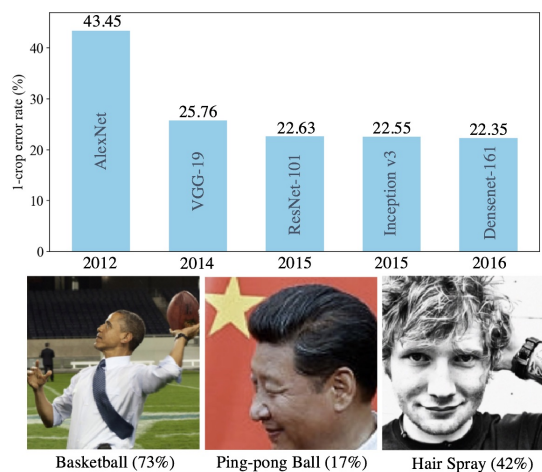 43.45
25.76
22.63
22.55
22.35
1-crop error rate (%)
40
30
20
10
0
AlexNet
VGG-19
ResNet-101
Inception v3
Densenet-161
2012
2014
2015
2015
2016
Basketball (73%)
Ping-pong Ball (17%)
Hair Spray (42%)